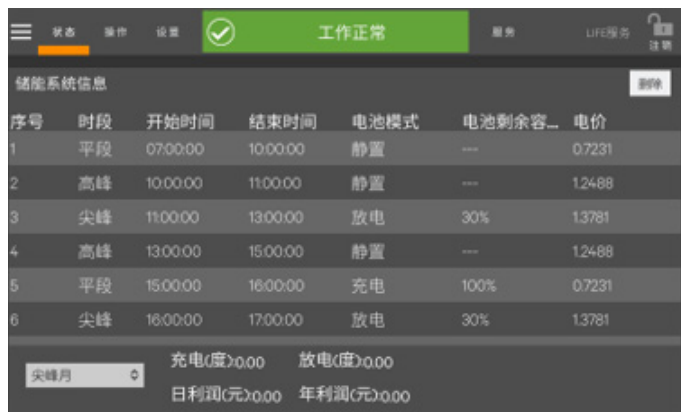 状态 操作 设置 工作正常 服务 LIFE服务 注销
储能系统信息 删除
序号 时段 开始时间 结束时间 电池模式 电池剩余容... 电价
1 平段 07:00:00 10:00:00 静置 --- 0.7231
2 高峰 10:00:00 11:00:00 静置 --- 1.2488
3 尖峰 11:00:00 13:00:00 放电 30% 1.3781
4 高峰 13:00:00 15:00:00 静置 --- 1.2488
5 平段 15:00:00 16:00:00 充电 100% 0.7231
6 尖峰 16:00:00 17:00:00 放电 30% 1.3781
尖峰月 充电(度):0.00 放电(度):0.00
日利润(元):0.00 年利润(元):0.00